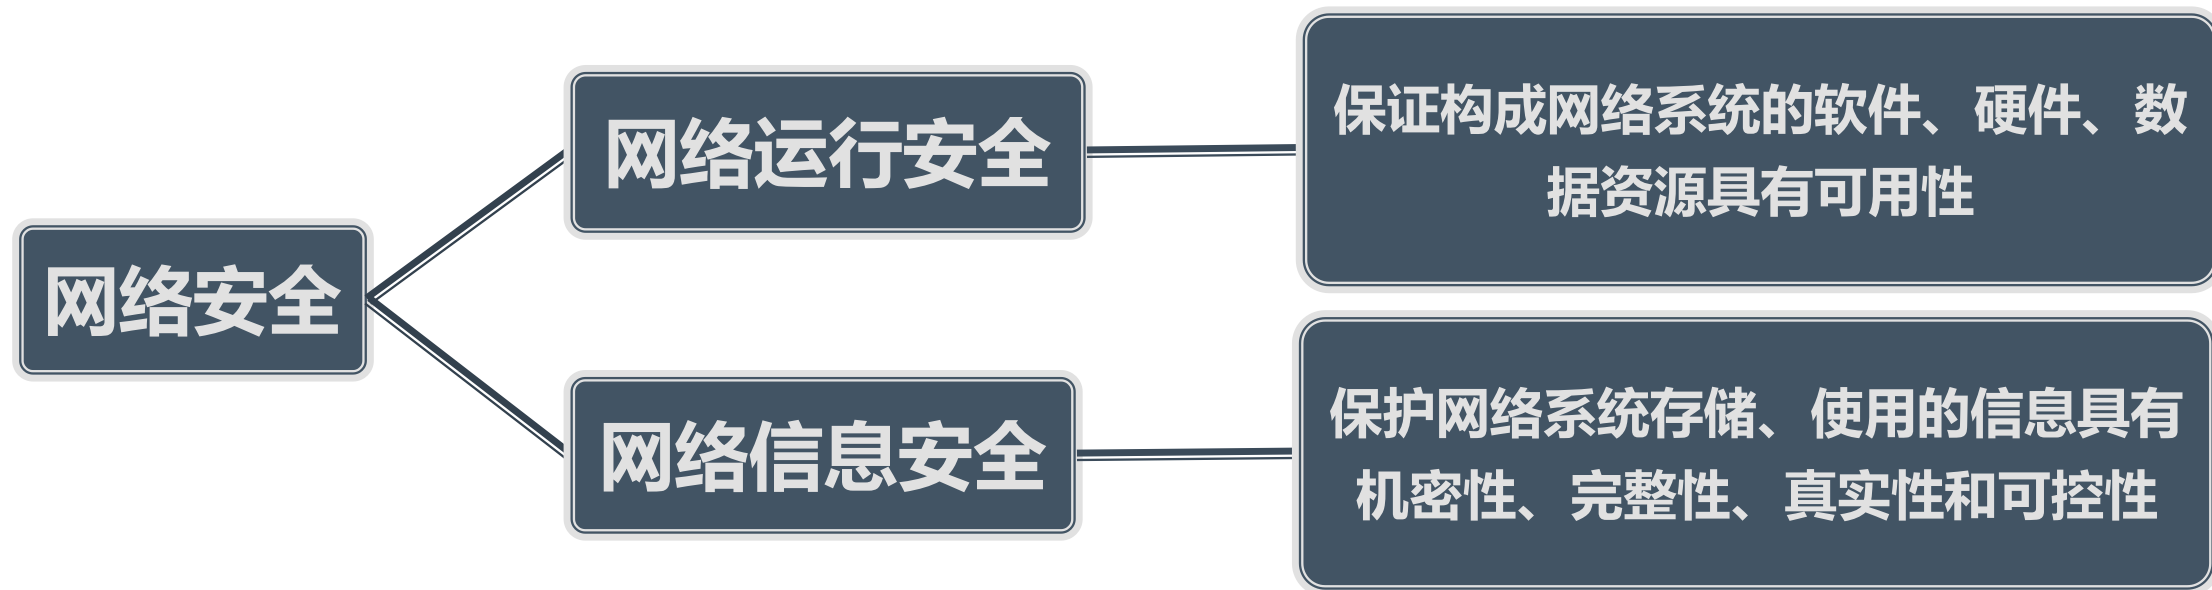 网络安全
网络运行安全
保证构成网络系统的软件、硬件、数
据资源具有可用性
网络信息安全
保护网络系统存储、使用的信息具有
机密性、完整性、真实性和可控性